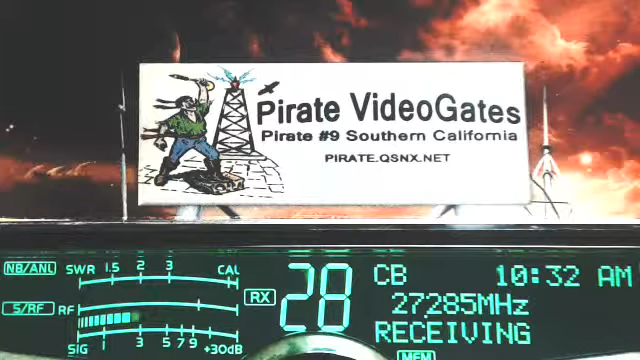 Pirate VideoGates
Pirate #9 Southern California
PIRATE.QSNX.NET
NB/ANL SWR 1.5 2 3 CAL
S/RF RF
RX 28 CB 10:32 AM
27285MHz
RECEIVING
SIG 1 3 5 7 9 +30dB
MEM